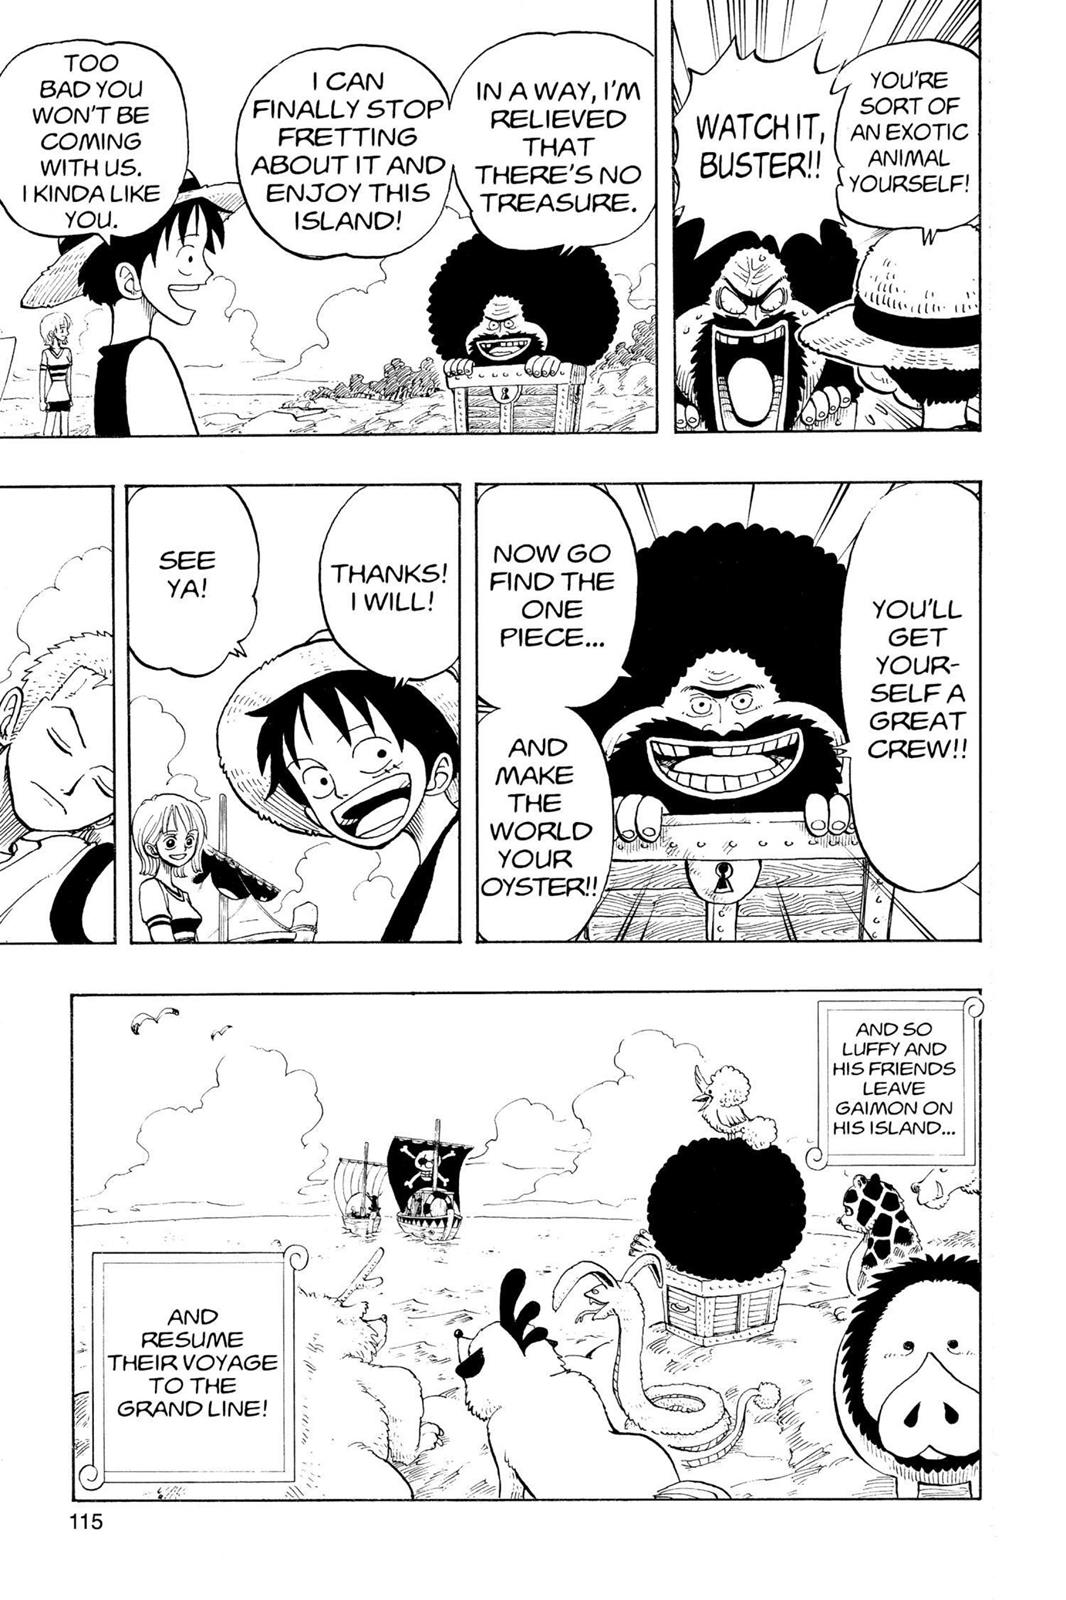 YOU'RE
SORT OF
AN EXOTIC
ANIMAL
YOURSELF!
WATCH IT,
BUSTER!!
IN A WAY, I'M
RELIEVED
THAT
THERE'S NO
TREASURE.
I CAN
FINALLY STOP
FRETTING
ABOUT IT AND
ENJOY THIS
ISLAND!
TOO
BAD YOU
WON'T BE
COMING
WITH US.
I KINDA LIKE
YOU.
YOU'LL
GET
YOUR-
SELF A
GREAT
CREW!!
NOW GO
FIND THE
ONE
PIECE...
AND
MAKE
THE
WORLD
YOUR
OYSTER!!
THANKS!
I WILL!
SEE
YA!
AND SO
LUFFY AND
HIS FRIENDS
LEAVE
GAIMON ON
HIS ISLAND...
AND
RESUME
THEIR VOYAGE
TO THE
GRAND LINE!
115